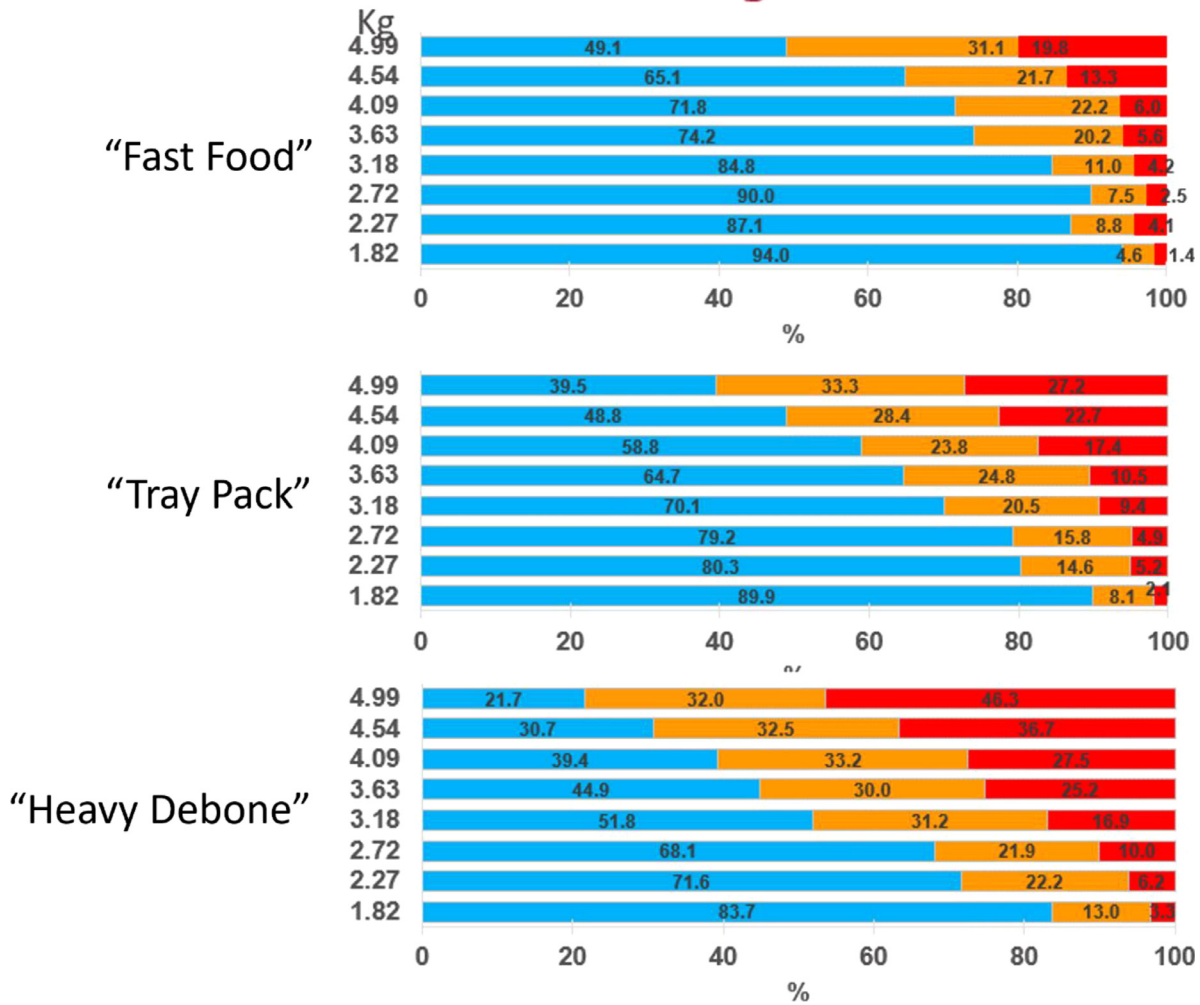 Kg
4.99 49.1 31.1 19.8
4.54 65.1 21.7 13.3
4.09 71.8 22.2 6.0
"Fast Food"
3.63 74.2 20.2 5.6
3.18 84.8 11.0 4.2
2.72 90.0 7.5 2.5
2.27 87.1 8.8 4.1
1.82 94.0 4.6 1.4
0 20 40 60 80 100
%
4.99 39.5 33.3 27.2
4.54 48.8 28.4 22.7
4.09 58.8 23.8 17.4
3.63 64.7 24.8 10.5
"Tray Pack"
3.18 70.1 20.5 9.4
2.72 79.2 15.8 4.9
2.27 80.3 14.6 5.2
1.82 89.9 8.1 2.1
0 20 40 60 80 100
%
4.99 21.7 32.0 46.3
4.54 30.7 32.5 36.7
4.09 39.4 33.2 27.5
3.63 44.9 30.0 25.2
"Heavy Debone"
3.18 51.8 31.2 16.9
2.72 68.1 21.9 10.0
2.27 71.6 22.2 6.2
1.82 83.7 13.0 3.3
0 20 40 60 80 100
%